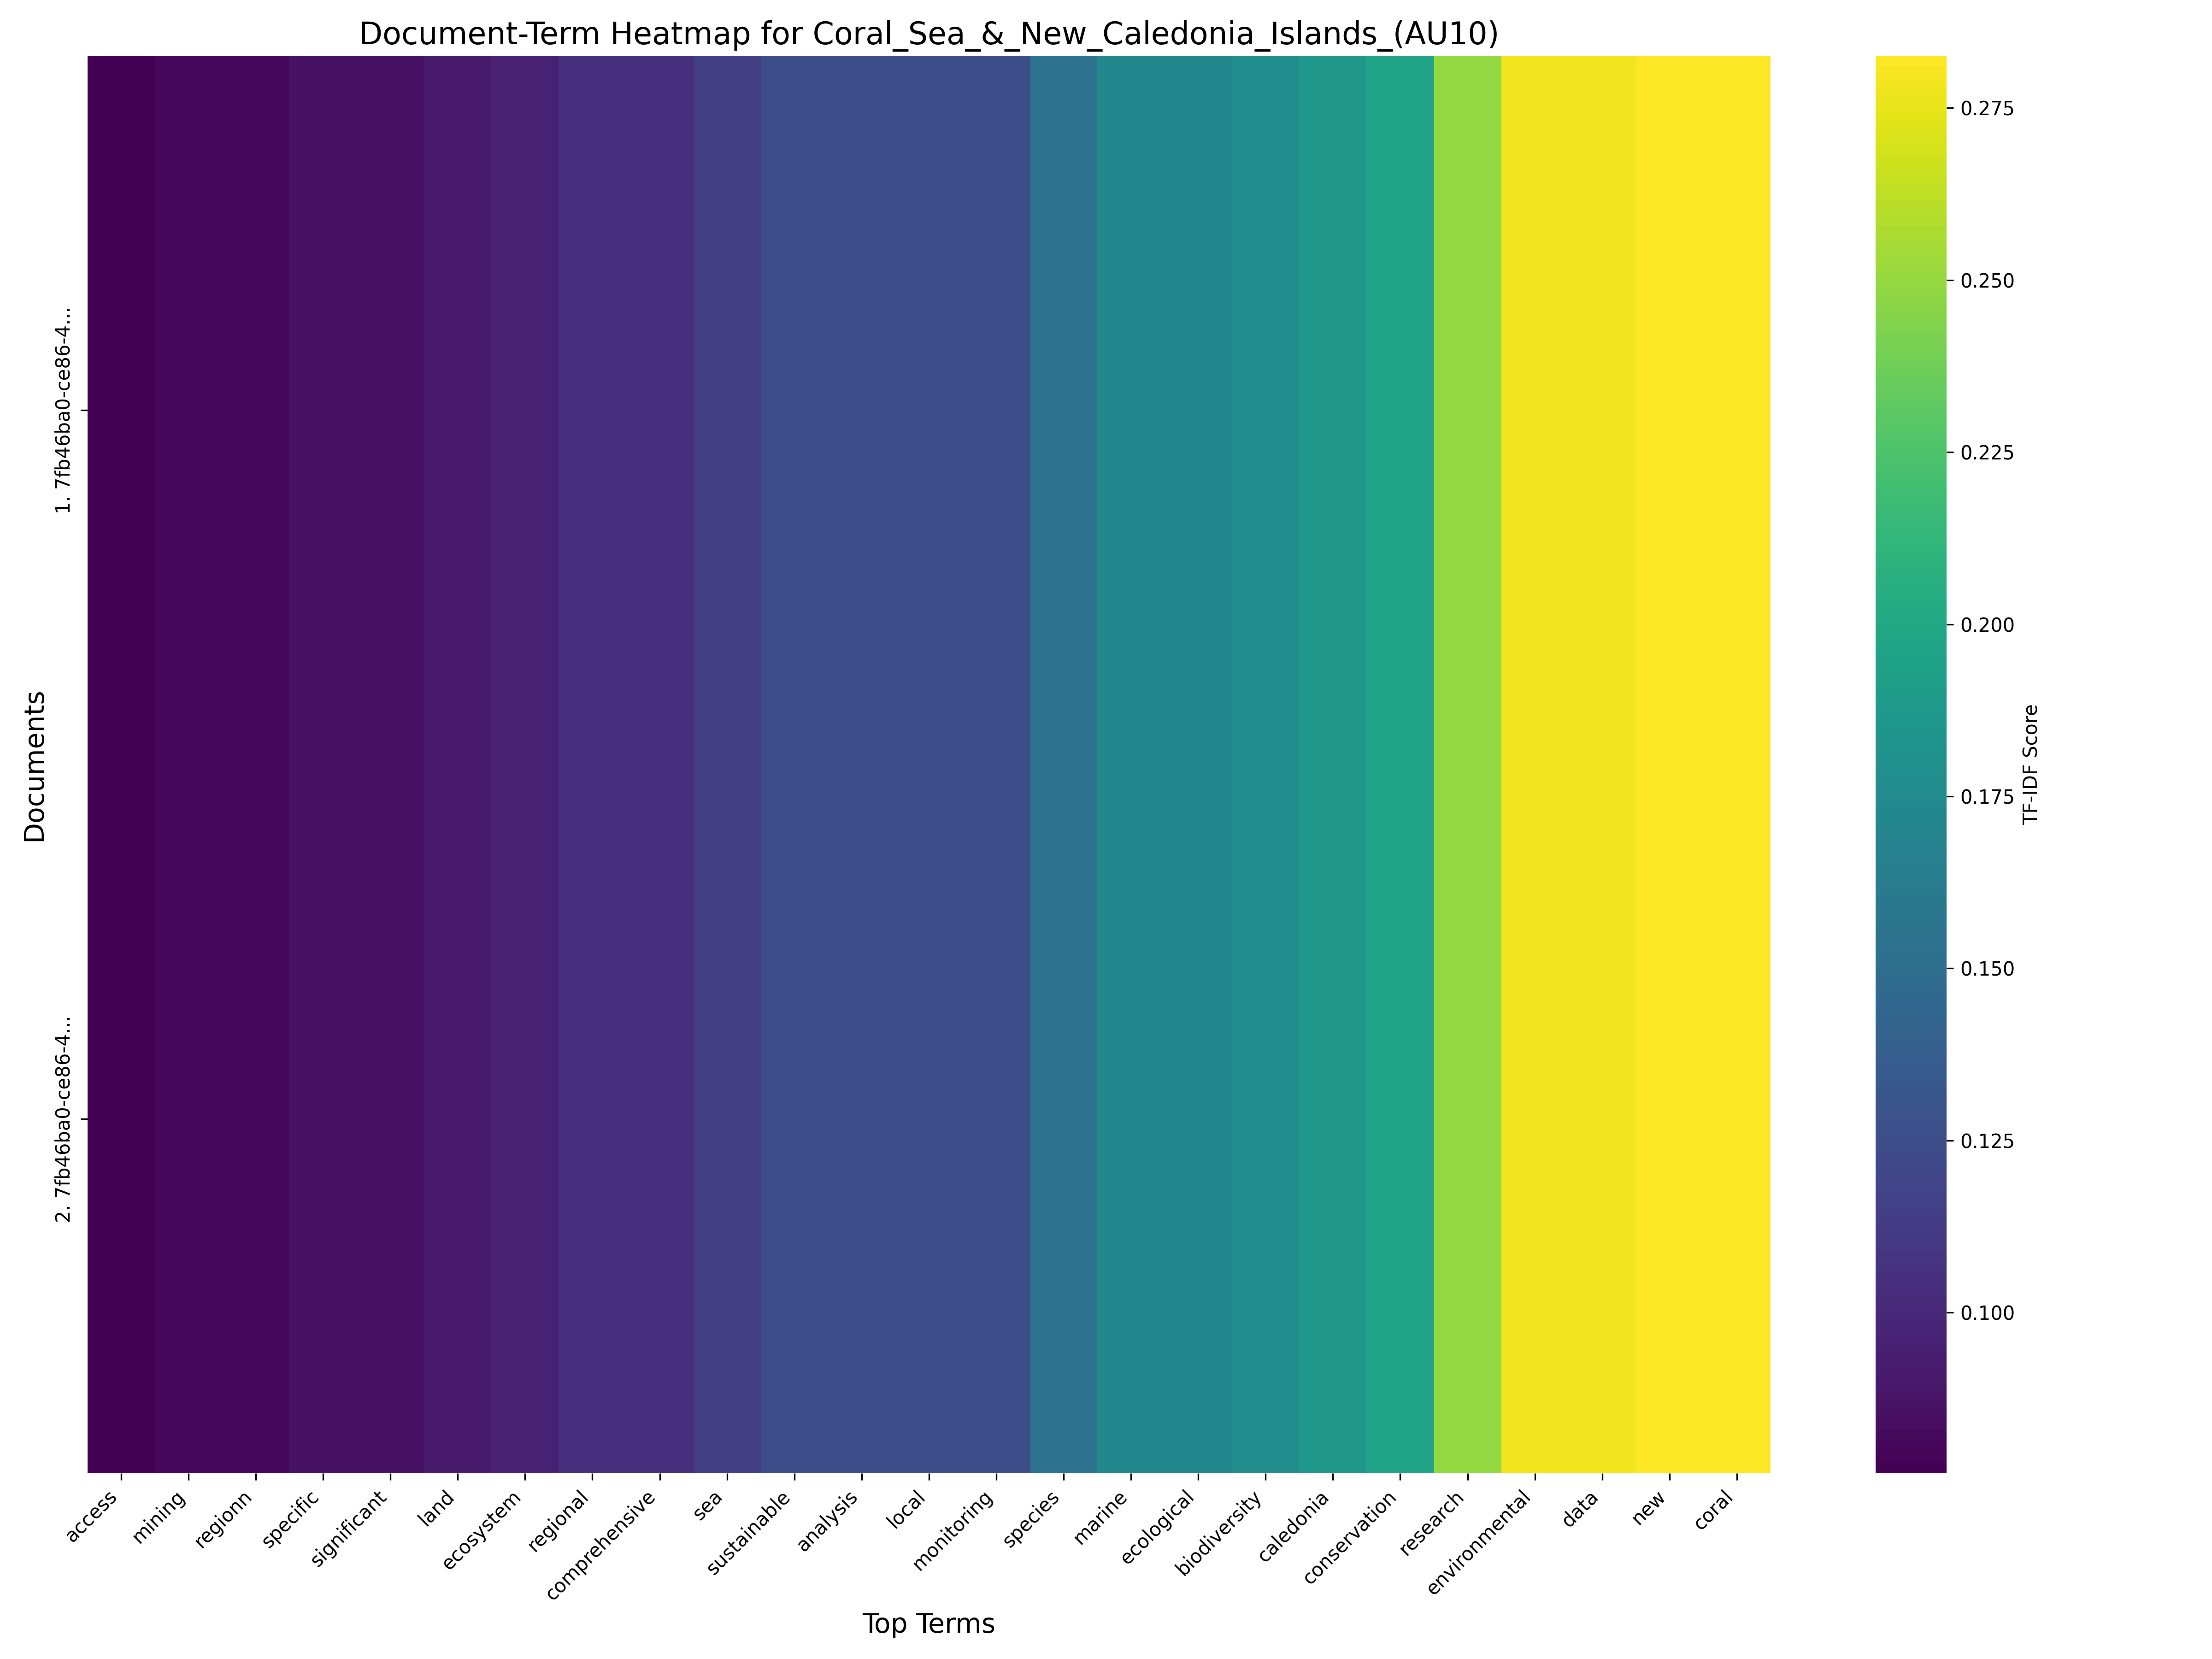 Document-Term Heatmap for Coral_Sea_&_New_Caledonia_Islands_(AU10)
Documents
1. 7fb46ba0-ce86-4...
2. 7fb46ba0-ce86-4...
access
mining
regionn
specific
significant
land
ecosystem
regional
comprehensive
sea
sustainable
analysis
local
monitoring
species
marine
ecological
biodiversity
caledonia
conservation
research
environmental
data
new
coral
Top Terms
0.275
0.250
0.225
0.200
0.175
0.150
0.125
0.100
TF-IDF Score